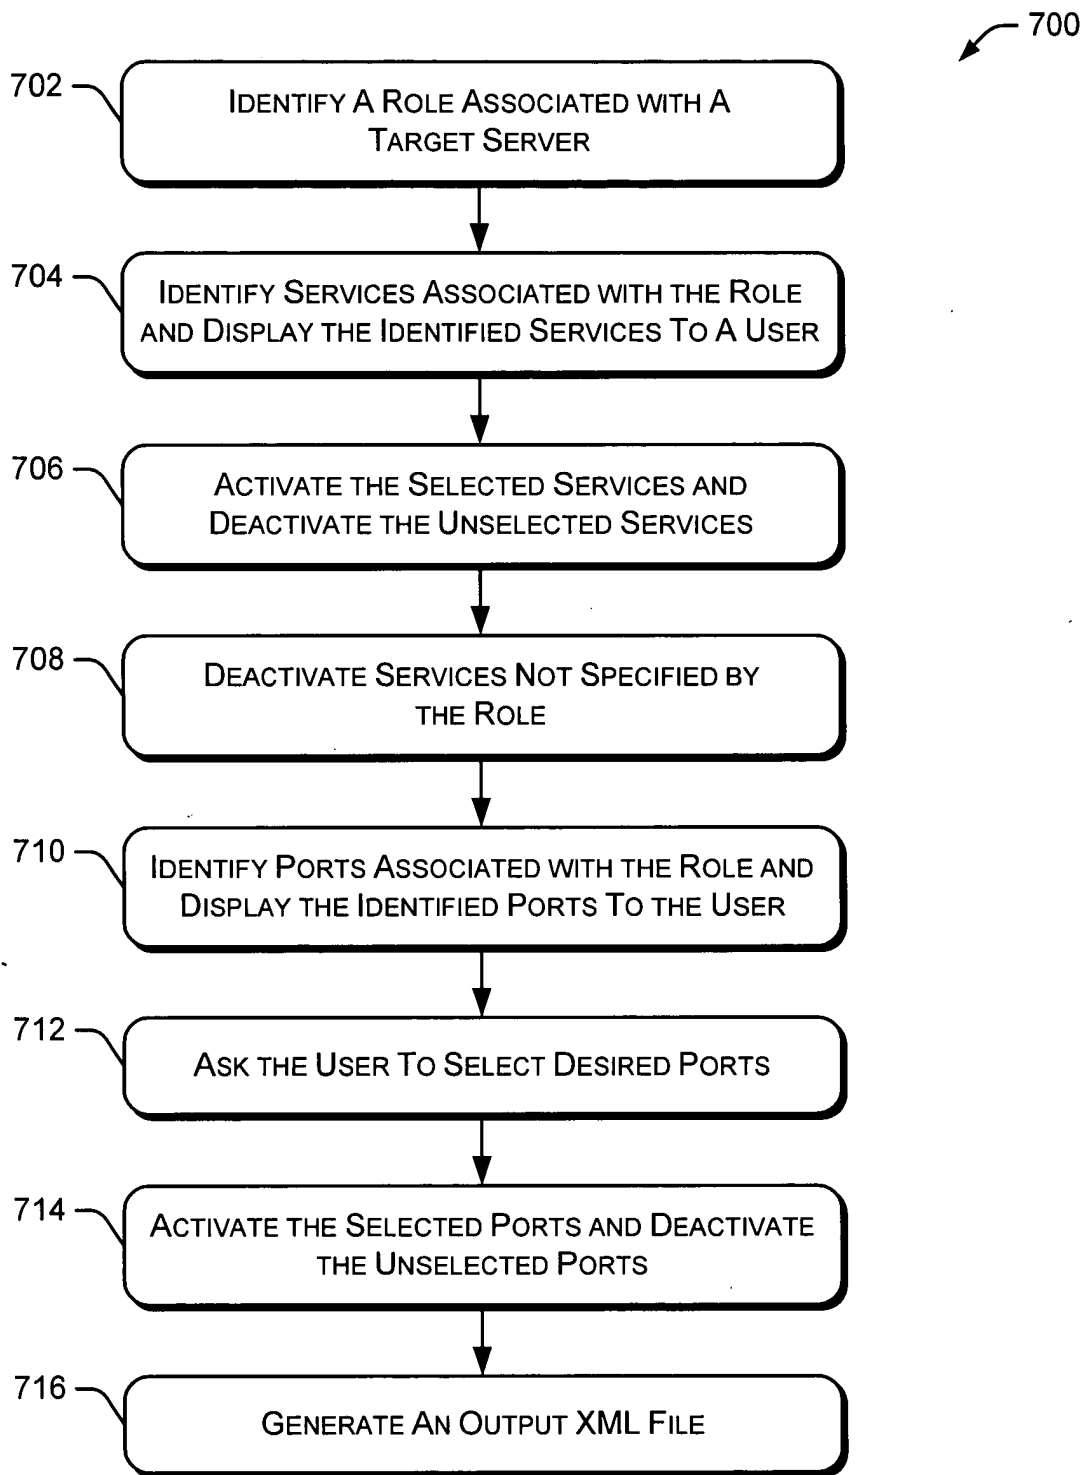 700
702
IDENTIFY A ROLE ASSOCIATED WITH A
TARGET SERVER
704
IDENTIFY SERVICES ASSOCIATED WITH THE ROLE
AND DISPLAY THE IDENTIFIED SERVICES TO A USER
706
ACTIVATE THE SELECTED SERVICES AND
DEACTIVATE THE UNSELECTED SERVICES
708
DEACTIVATE SERVICES NOT SPECIFIED BY
THE ROLE
710
IDENTIFY PORTS ASSOCIATED WITH THE ROLE AND
DISPLAY THE IDENTIFIED PORTS TO THE USER
712
ASK THE USER TO SELECT DESIRED PORTS
714
ACTIVATE THE SELECTED PORTS AND DEACTIVATE
THE UNSELECTED PORTS
716
GENERATE AN OUTPUT XML FILE